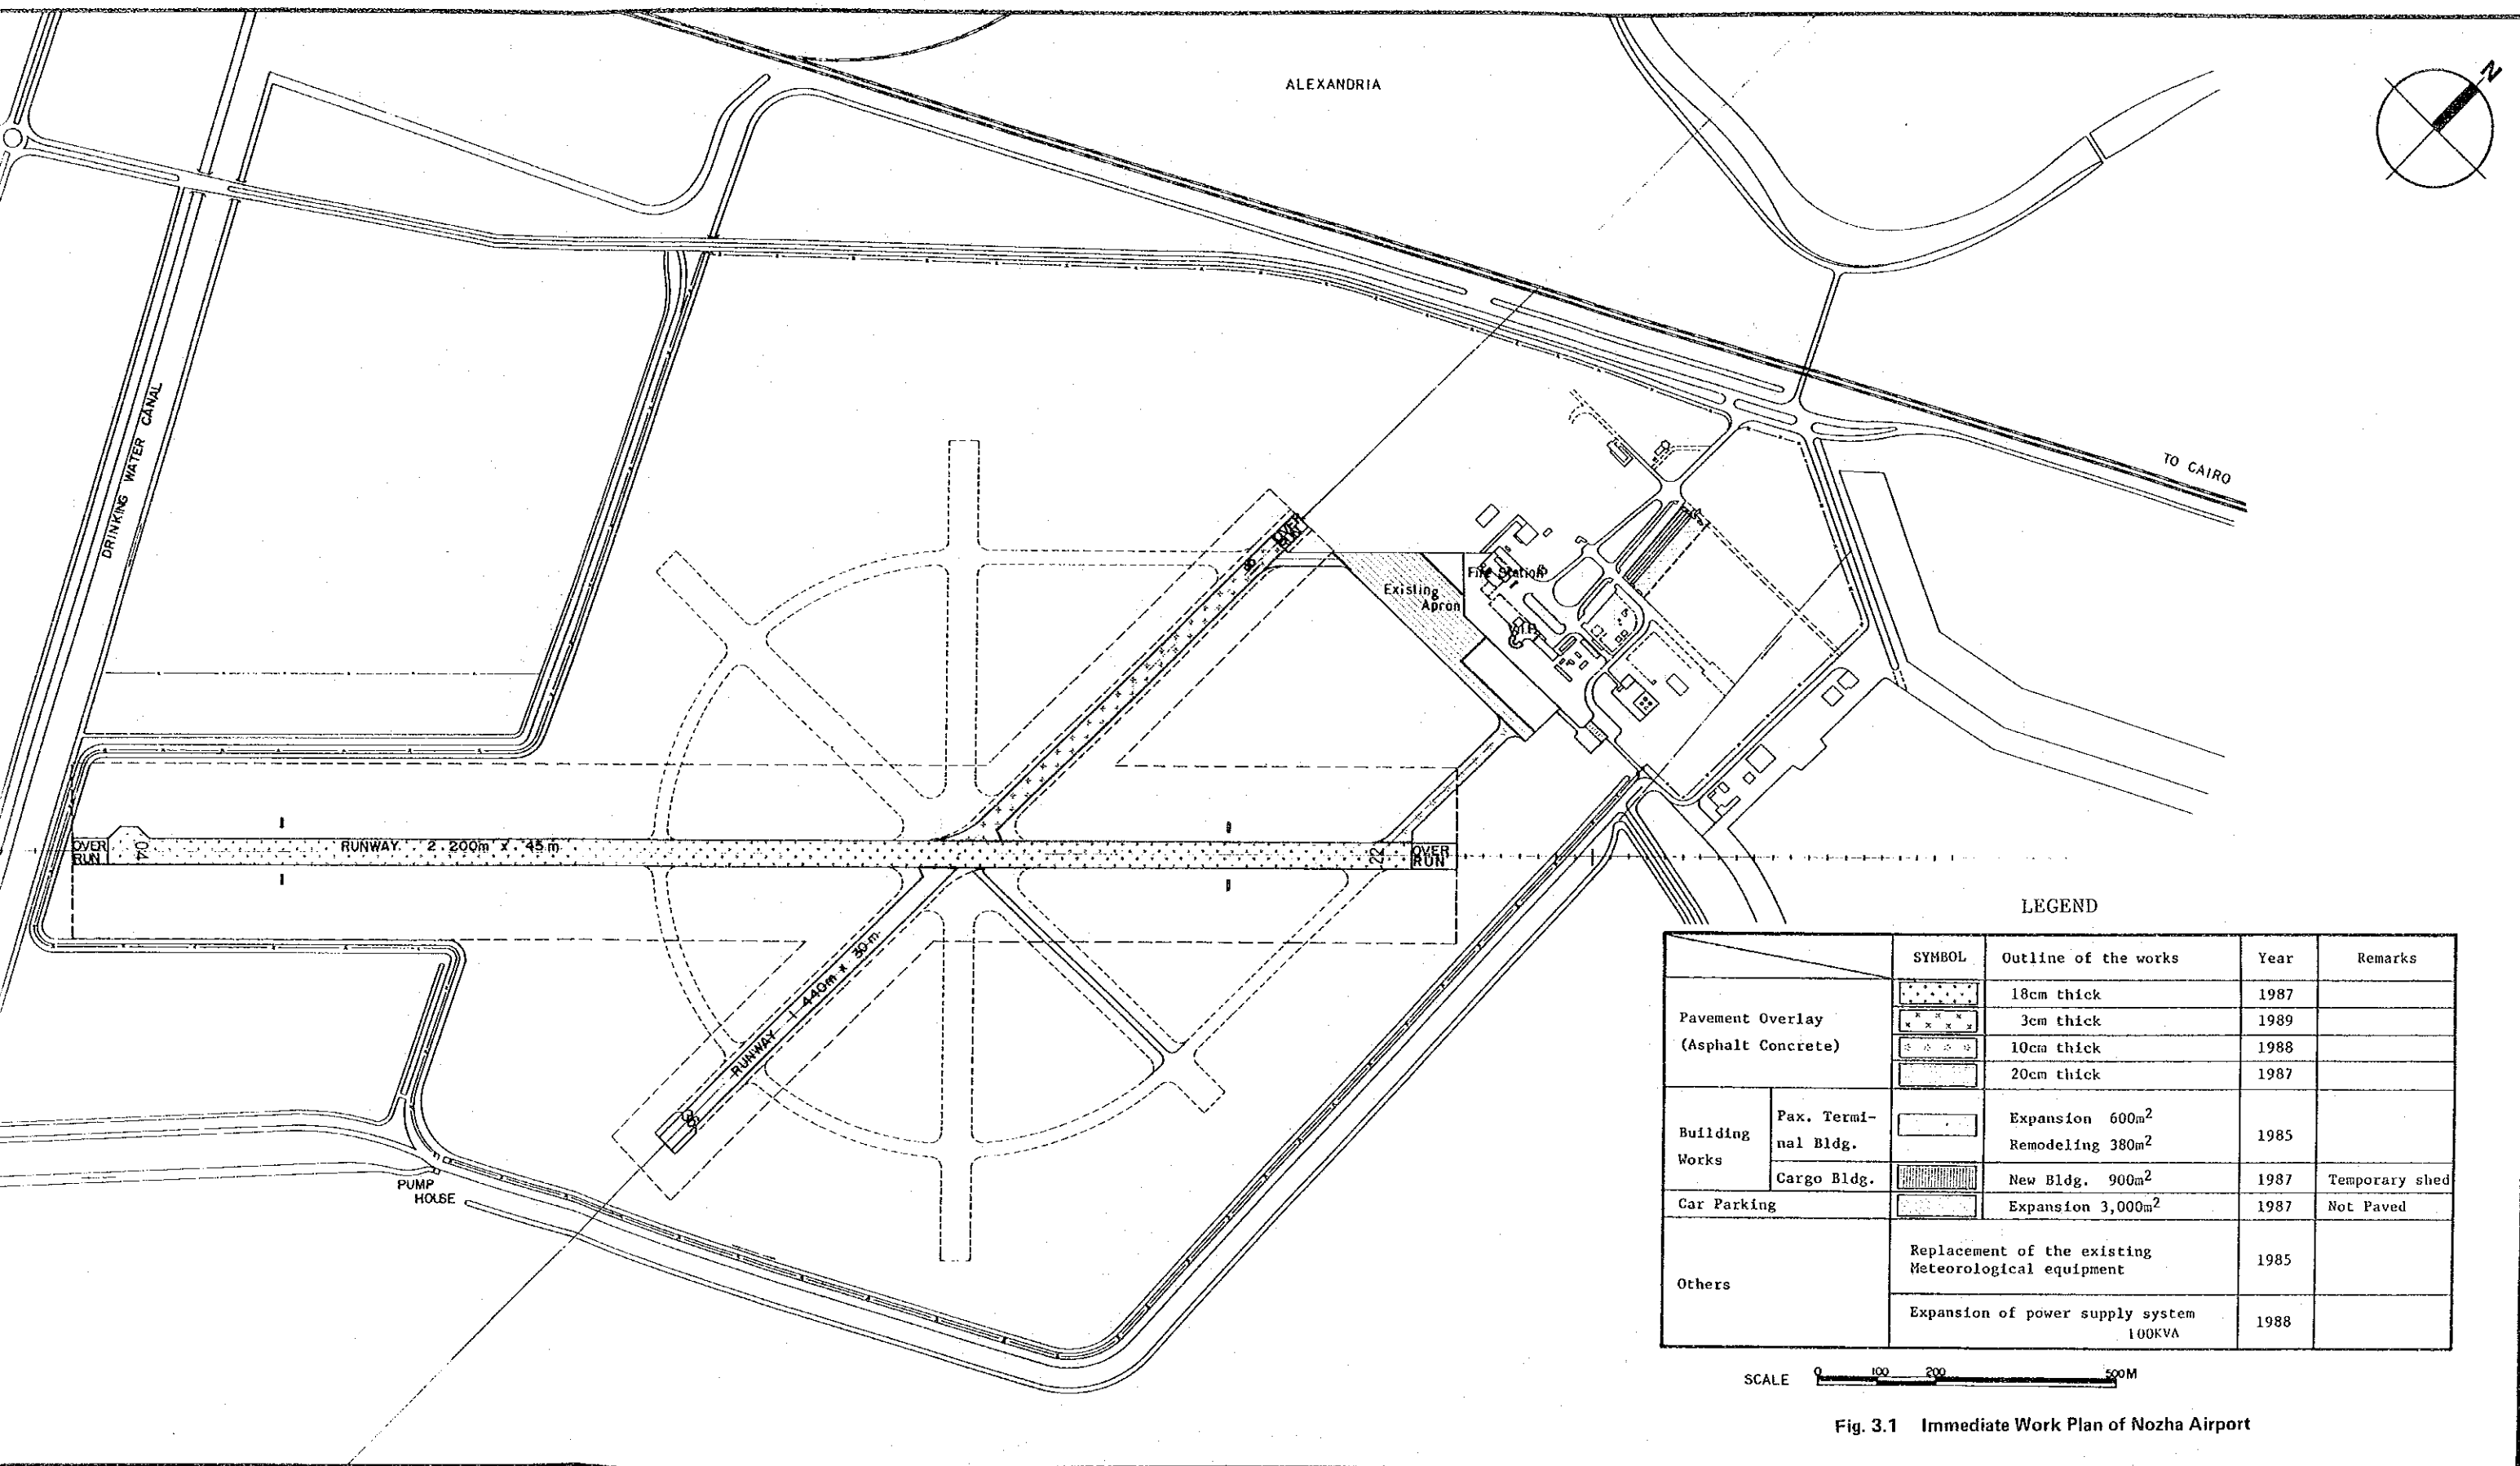 ALEXANDRIA
N
DRINKING WATER CANAL
TO CAIRO
OVER
RUN
18
Existing
Apron
Fire Station
V.I.P.
OVER
RUN
04
RUNWAY 2.200m x 45m
22
OVER
RUN
RUNWAY 1 440m x 30m
36
PUMP
HOUSE
LEGEND
SYMBOL Outline of the works Year Remarks
Pavement Overlay
(Asphalt Concrete)
18cm thick 1987
3cm thick 1989
10cm thick 1988
20cm thick 1987
Building
Works
Pax. Termi-
nal Bldg.
Expansion 600m²
Remodeling 380m²
1985
Cargo Bldg. New Bldg. 900m² 1987 Temporary shed
Car Parking Expansion 3,000m² 1987 Not Paved
Others
Replacement of the existing
Meteorological equipment
1985
Expansion of power supply system
100KVA
1988
SCALE 0 100 200 500M
Fig. 3.1 Immediate Work Plan of Nozha Airport